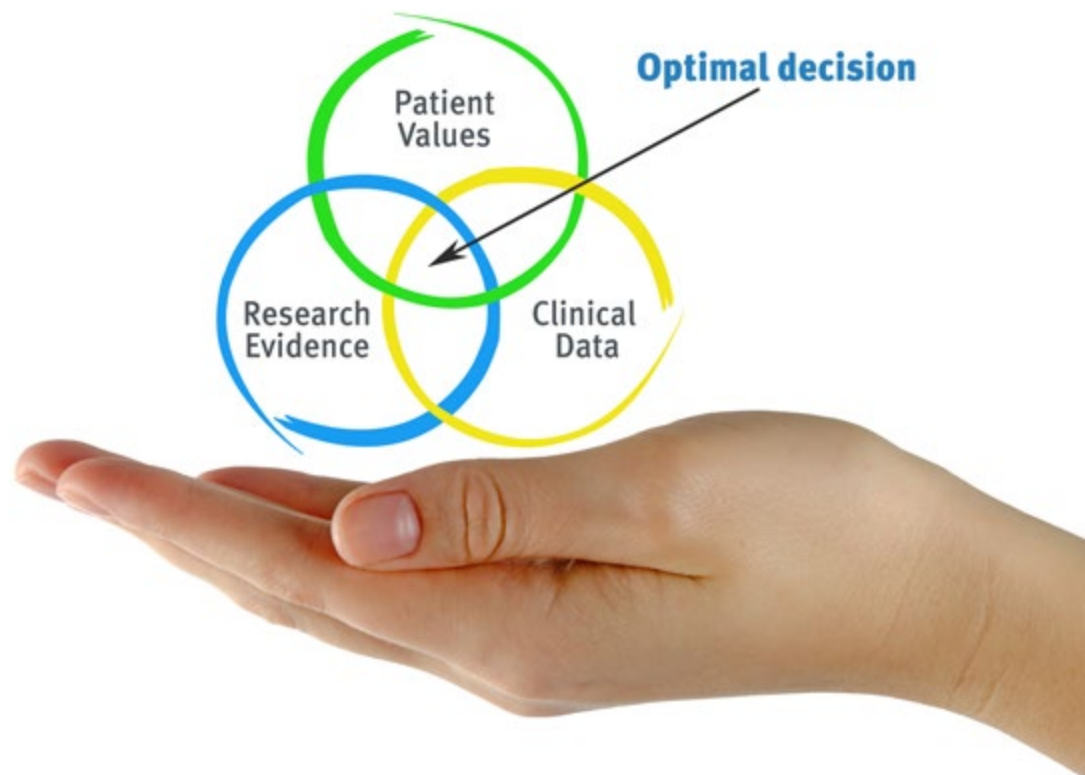 Optimal decision
Patient
Values
Research
Evidence
Clinical
Data